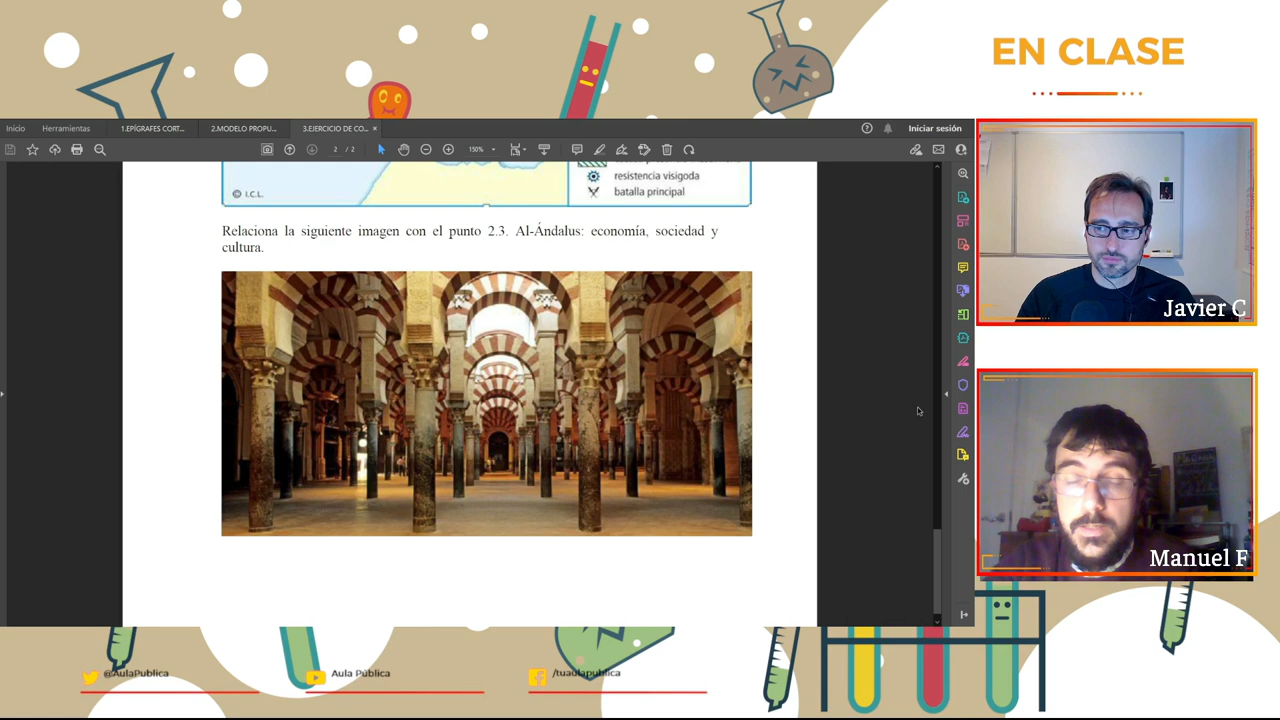 EN CLASE
Inicio
Herramientas
1.EPÍGRAFES CORT...
2.MODELO PROPU...
3.EJERCICIO DE CO...
Iniciar sesión
2 / 2
150%
© I.C.L.
resistencia visigoda
batalla principal
Relaciona la siguiente imagen con el punto 2.3. Al-Ándalus: economía, sociedad y
cultura.
Javier C
Manuel F
@AulaPublica
Aula Pública
/tuaulapublica